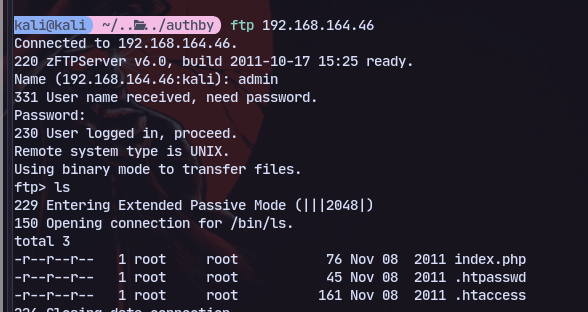 kali@kali ~/../../authby ftp 192.168.164.46
Connected to 192.168.164.46.
220 zFTPServer v6.0, build 2011-10-17 15:25 ready.
Name (192.168.164.46:kali): admin
331 User name received, need password.
Password:
230 User logged in, proceed.
Remote system type is UNIX.
Using binary mode to transfer files.
ftp> ls
229 Entering Extended Passive Mode (|||2048|)
150 Opening connection for /bin/ls.
total 3
-r--r--r--   1 root     root           76 Nov 08  2011 index.php
-r--r--r--   1 root     root           45 Nov 08  2011 .htpasswd
-r--r--r--   1 root     root          161 Nov 08  2011 .htaccess
226 Closing data connection